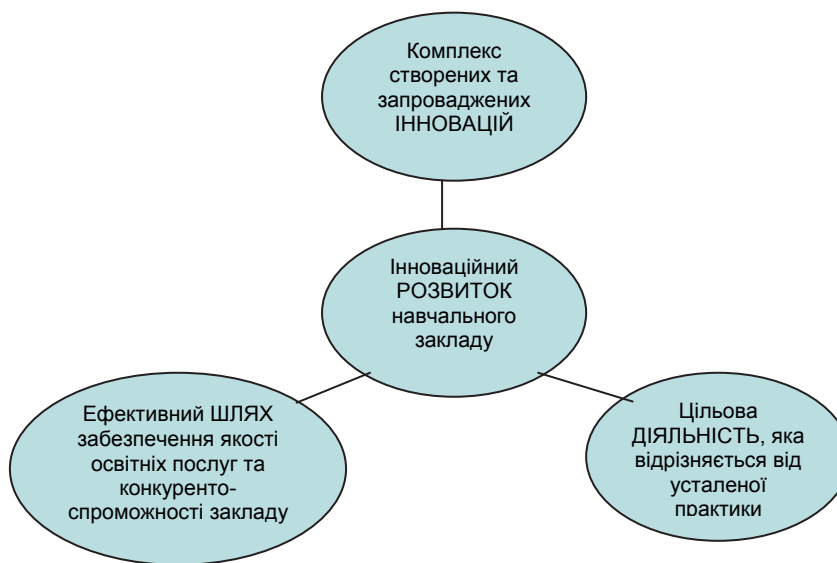 Комплекс
створених та
запроваджених
ІННОВАЦІЙ
Інноваційний
РОЗВИТОК
навчального
закладу
Ефективний ШЛЯХ
забезпечення якості
освітніх послуг та
конкуренто-
спроможності закладу
Цільова
ДІЯЛЬНІСТЬ, яка
відрізняється від
усталеної
практики